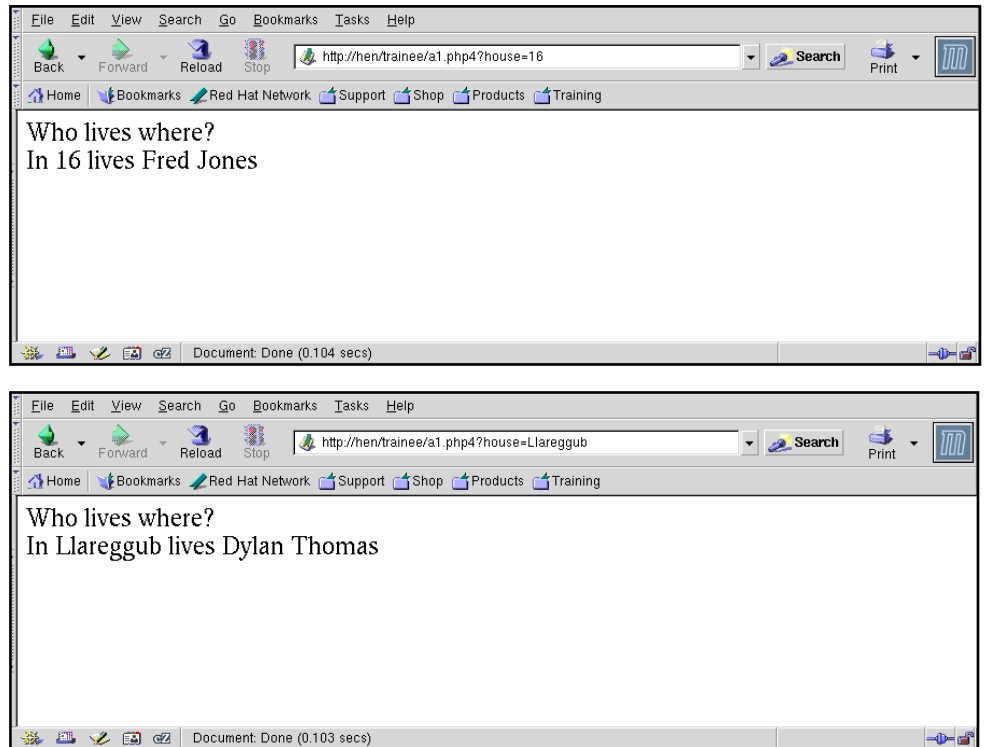 File Edit View Search Go Bookmarks Tasks Help
Back Forward Reload Stop http://hen/trainee/a1.php4?house=16 Search Print
Home Bookmarks Red Hat Network Support Shop Products Training
Who lives where?
In 16 lives Fred Jones
Document: Done (0.104 secs)
File Edit View Search Go Bookmarks Tasks Help
Back Forward Reload Stop http://hen/trainee/a1.php4?house=Llareggub Search Print
Home Bookmarks Red Hat Network Support Shop Products Training
Who lives where?
In Llareggub lives Dylan Thomas
Document: Done (0.103 secs)